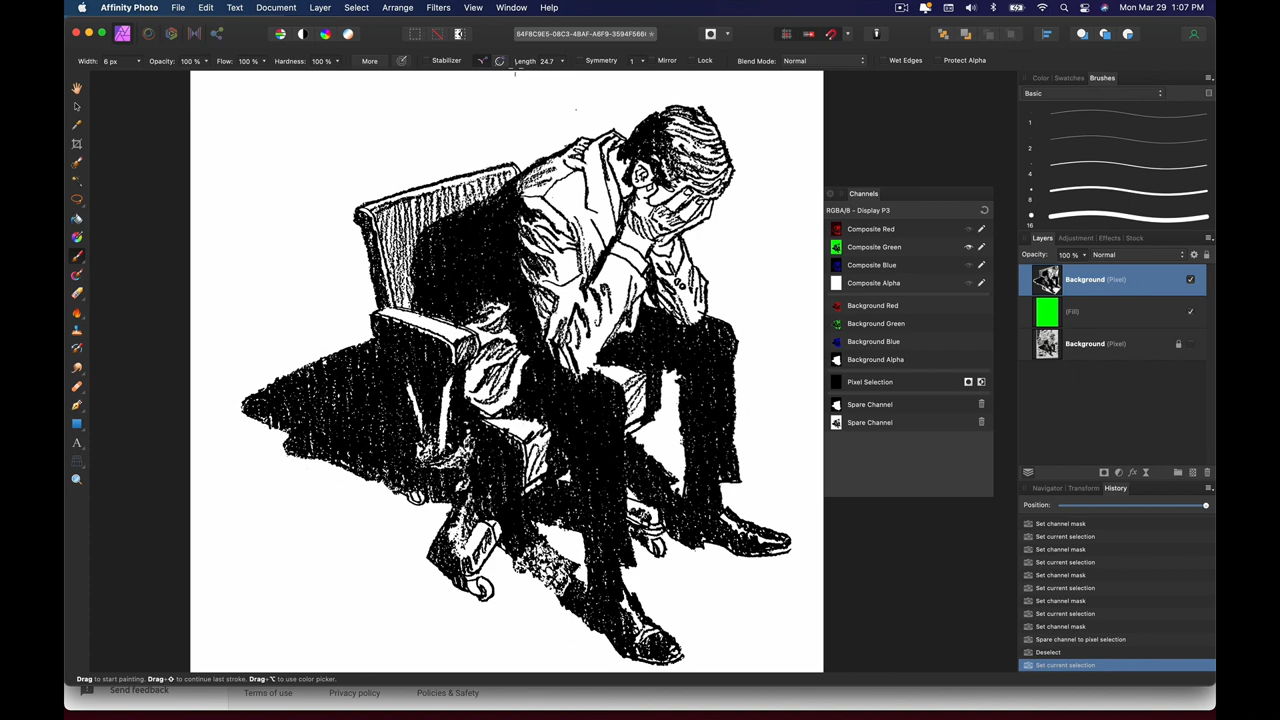 Affinity Photo File Edit Text Document Layer Select Arrange Filters View Window Help
Mon Mar 29 1:07 PM
Width: 6 px Opacity: 100 % Flow: 100 % Hardness: 100 % More Stabilizer Length 24.7 Symmetry 1 Mirror Lock Blend Mode: Normal Wet Edges Protect Alpha
Color Swatches Brushes
Basic
1
2
4
8
16
Channels
RGBA/8 - Display P3
Composite Red
Composite Green
Composite Blue
Composite Alpha
Background Red
Background Green
Background Blue
Background Alpha
Pixel Selection
Spare Channel
Spare Channel
Layers Adjustment Effects Stock
Opacity: 100 % Normal
Background (Pixel)
(Fill)
Background (Pixel)
Navigator Transform History
Position:
Set channel mask
Set current selection
Set channel mask
Set current selection
Set channel mask
Set current selection
Set channel mask
Set current selection
Set channel mask
Spare channel to pixel selection
Deselect
Set current selection
Drag to start painting. Drag+⇧ to continue last stroke. Drag+⌥ to use color picker.
Send feedback Terms of use Privacy policy Policies & Safety